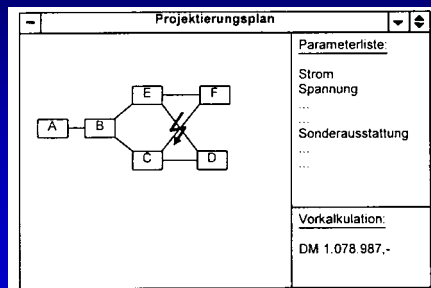 Projektierungsplan
E F
A B
C D
Parameterliste:
Strom
Spannung
...
...
Sonderausstattung
...
...
Vorkalkulation:
DM 1.078.987,-